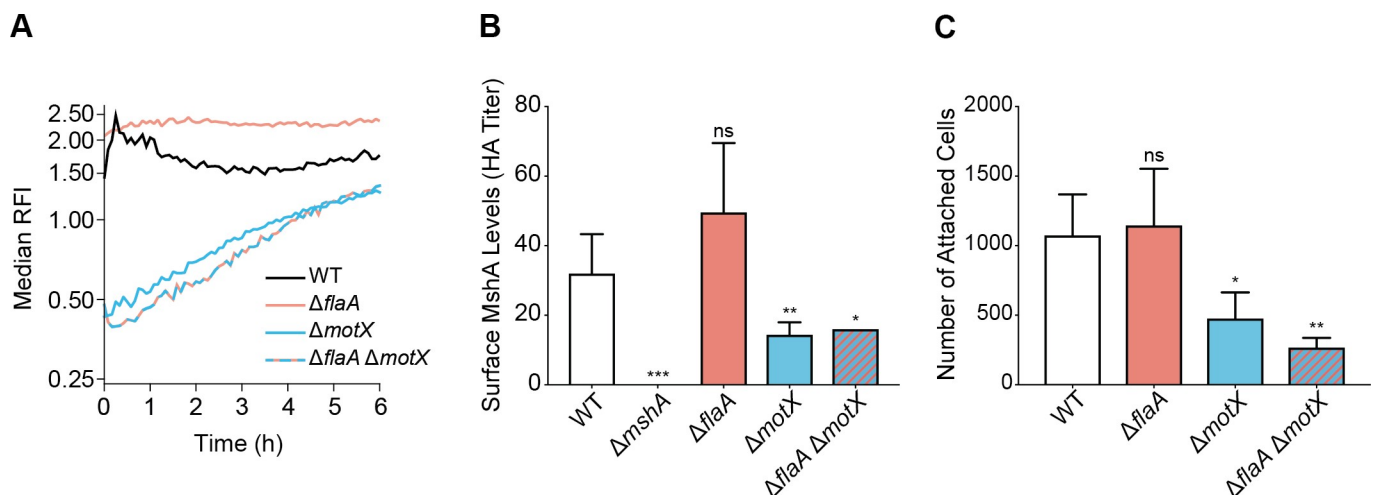 A
Median RFI
2.50
2.00
1.50
1.00
0.50
0.25
0 1 2 3 4 5 6
Time (h)
WT
ΔflaA
ΔmotX
ΔflaA ΔmotX
B
Surface MshA Levels (HA Titer)
80
60
40
20
0
***
ns
**
*
WT
ΔmshA
ΔflaA
ΔmotX
ΔflaA ΔmotX
C
Number of Attached Cells
2000
1500
1000
500
0
ns
*
**
WT
ΔflaA
ΔmotX
ΔflaA ΔmotX